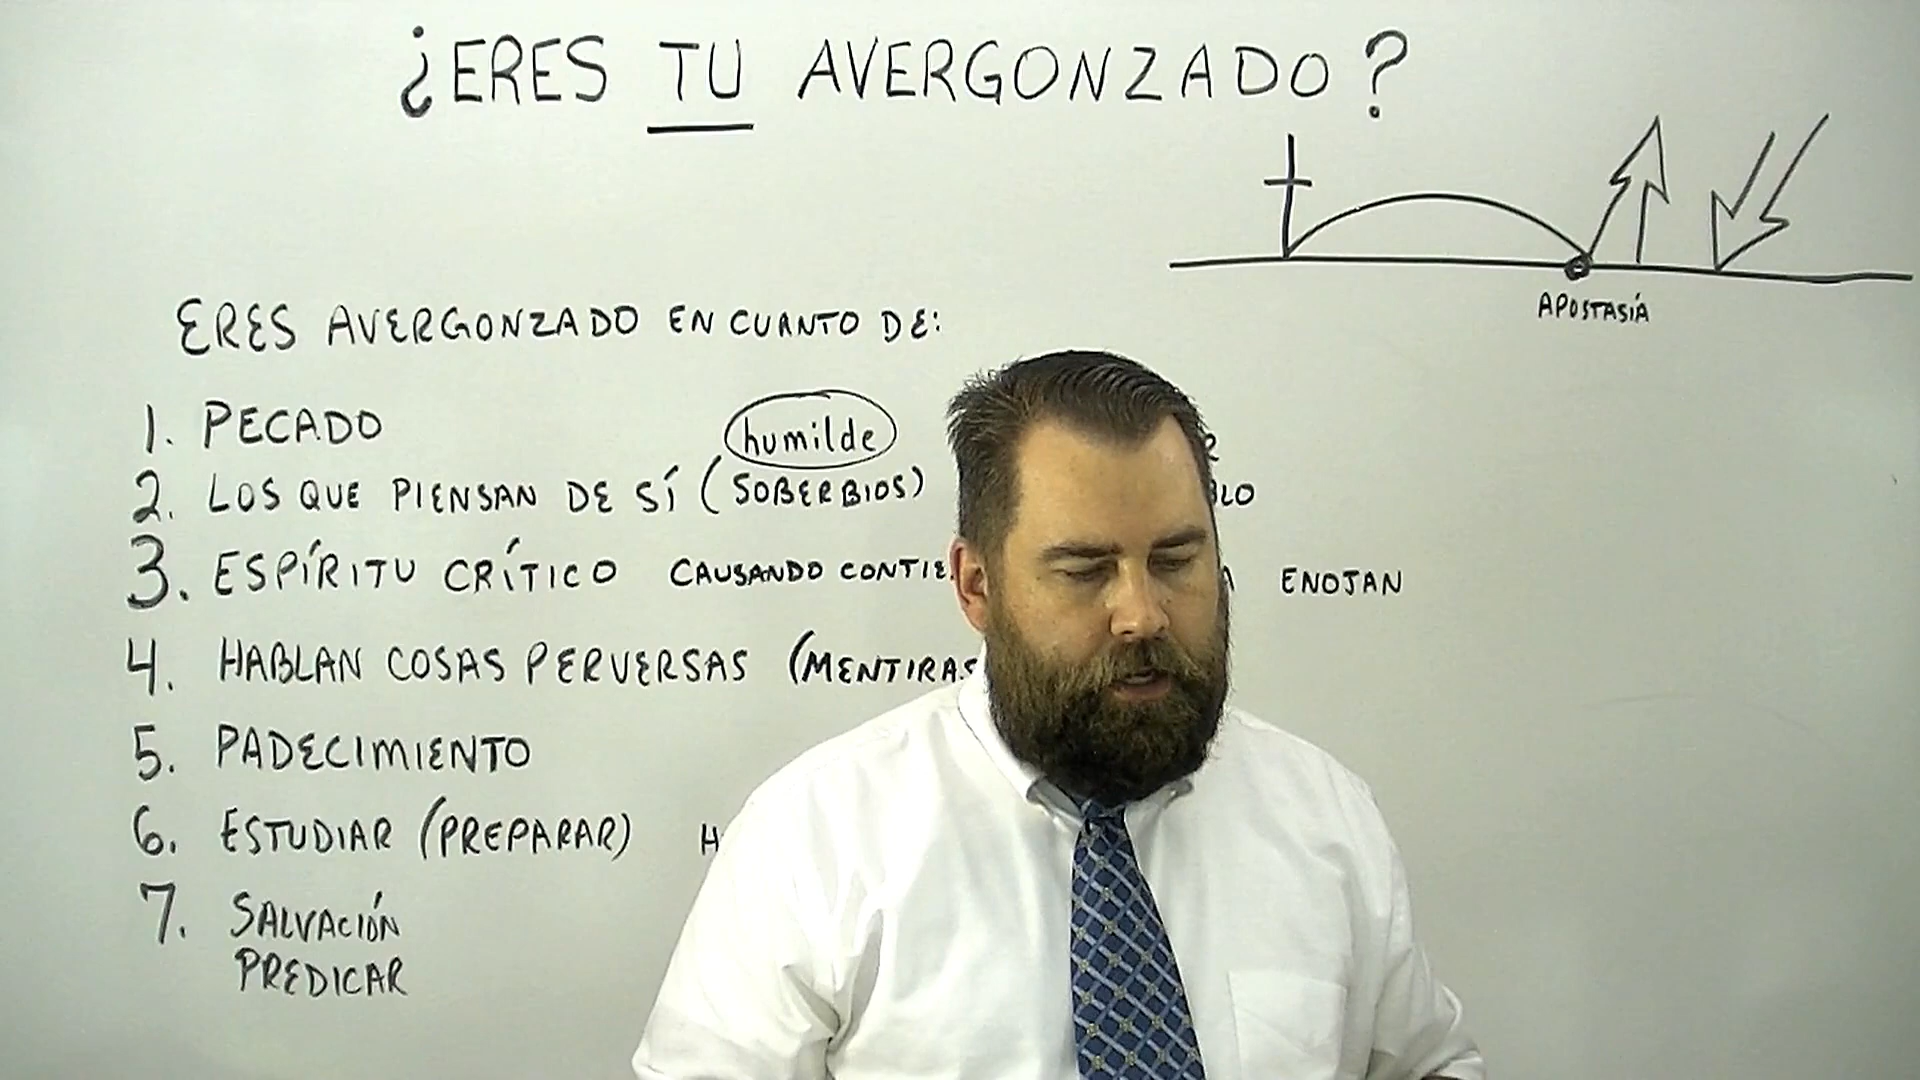 ¿ERES TU AVERGONZADO?
APOSTASÍA
ERES AVERGONZADO EN CUANTO DE:
1. PECADO
humilde
2. LOS QUE PIENSAN DE SÍ (SOBERBIOS)
3. ESPÍRITU CRÍTICO CAUSANDO ENOJAN
4. HABLAN COSAS PERVERSAS (MENTIRAS
5. PADECIMIENTO
6. ESTUDIAR (PREPARAR)
7. SALVACIÓN
PREDICAR